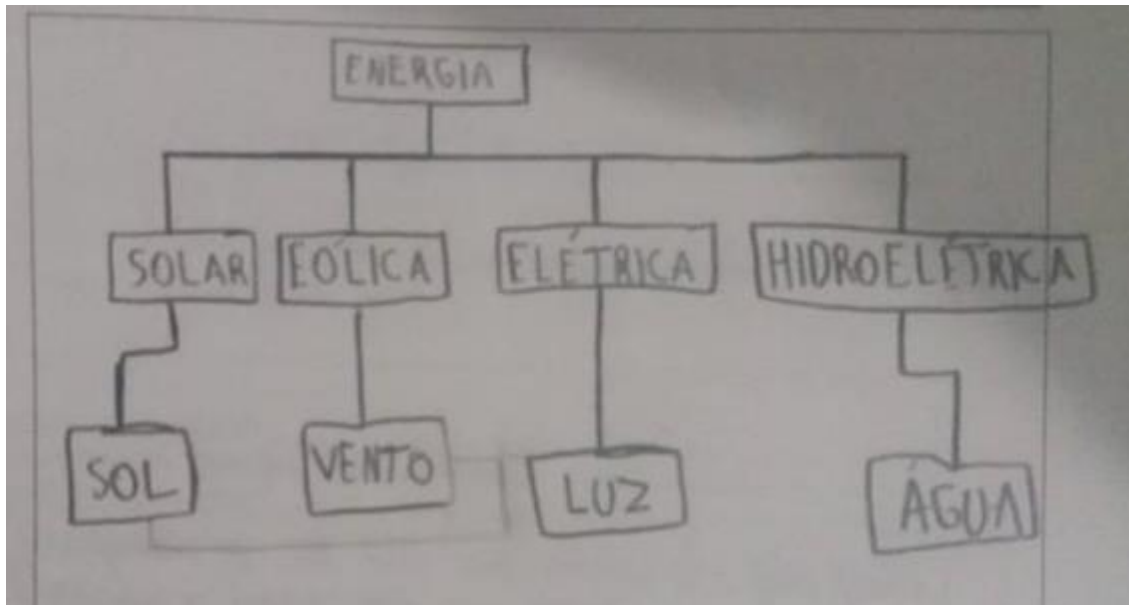 ENERGIA
SOLAR EÓLICA ELÉTRICA HIDROELÉTRICA
SOL VENTO LUZ ÁGUA